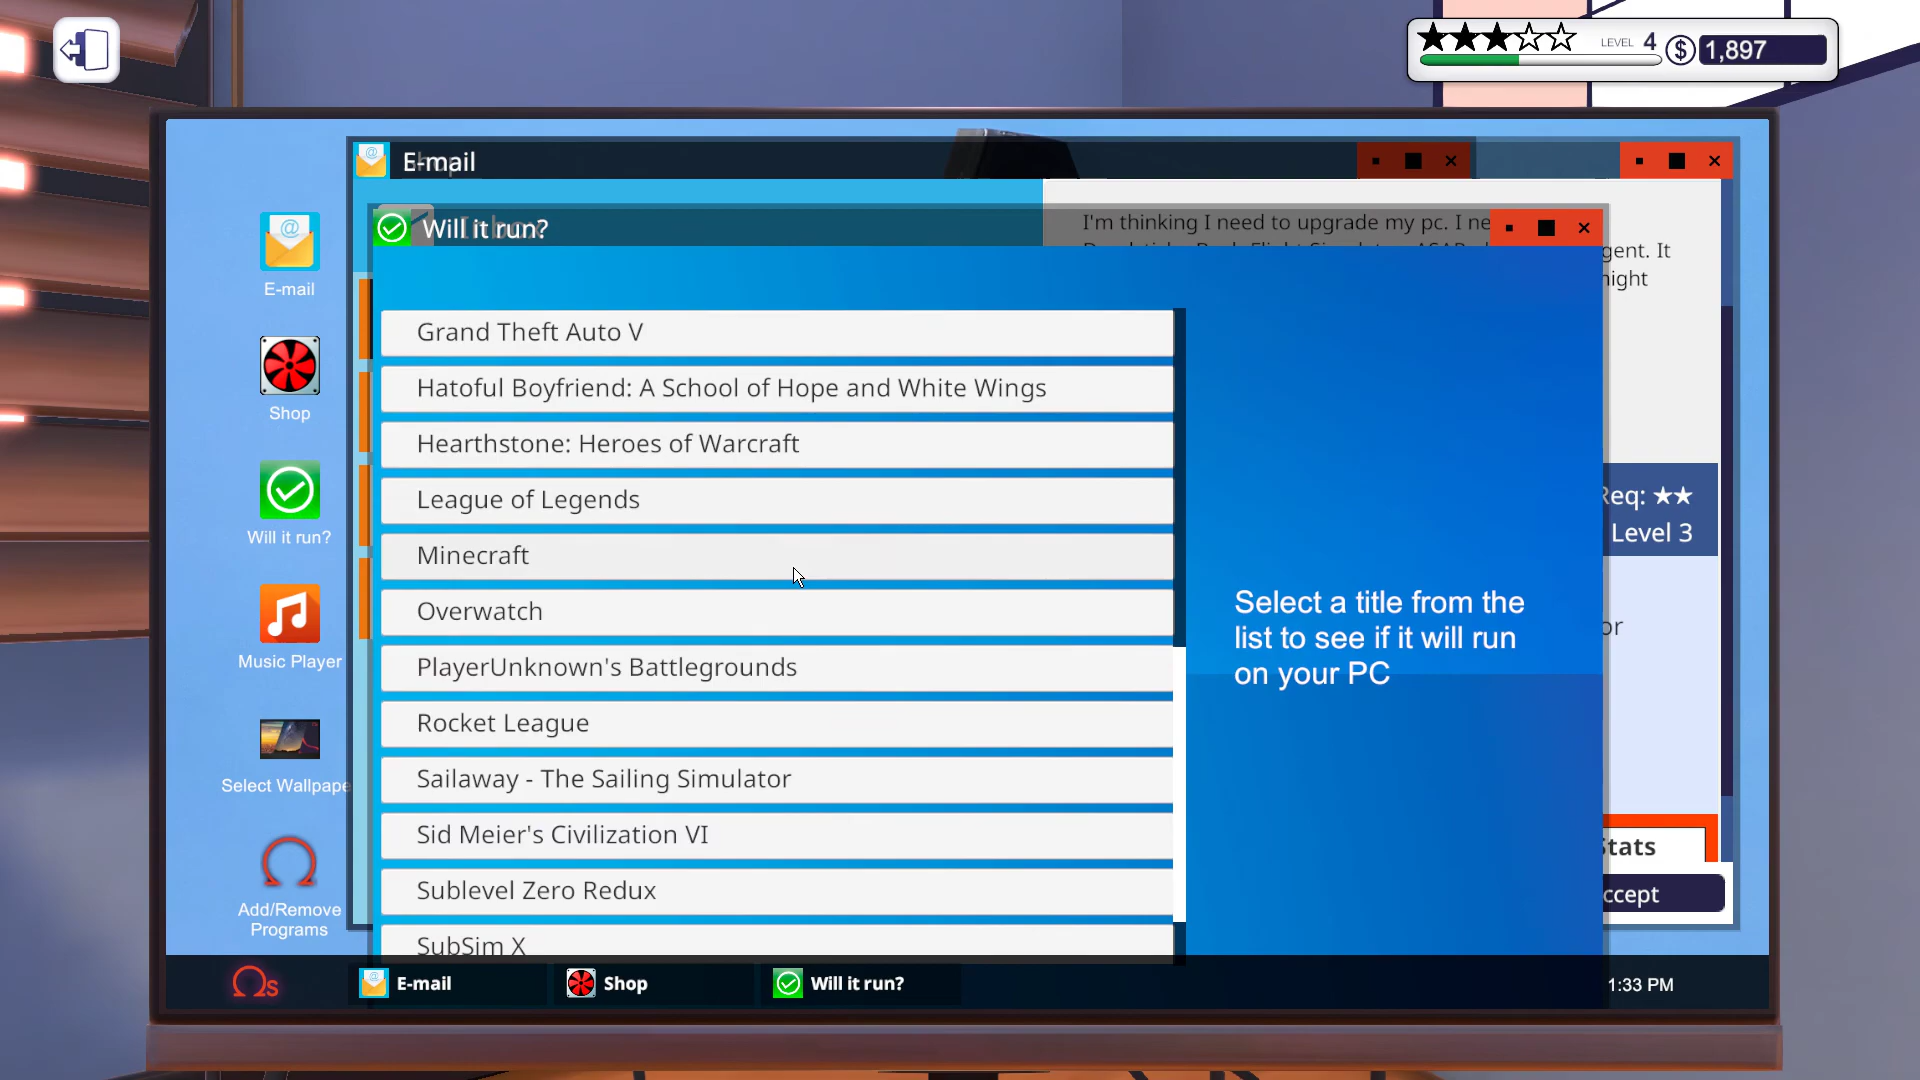 LEVEL 4
$ 1,897
E-mail
I'm thinking I need to upgrade my pc. I ne
Will it run?
gent. It
night
E-mail
Shop
Will it run?
Music Player
Select Wallpape
Add/Remove
Programs
Grand Theft Auto V
Hatoful Boyfriend: A School of Hope and White Wings
Hearthstone: Heroes of Warcraft
League of Legends
Minecraft
Overwatch
PlayerUnknown's Battlegrounds
Rocket League
Sailaway - The Sailing Simulator
Sid Meier's Civilization VI
Sublevel Zero Redux
SubSim X
Select a title from the
list to see if it will run
on your PC
Req: ★★
Level 3
or
Stats
ccept
Ωs
E-mail
Shop
Will it run?
1:33 PM